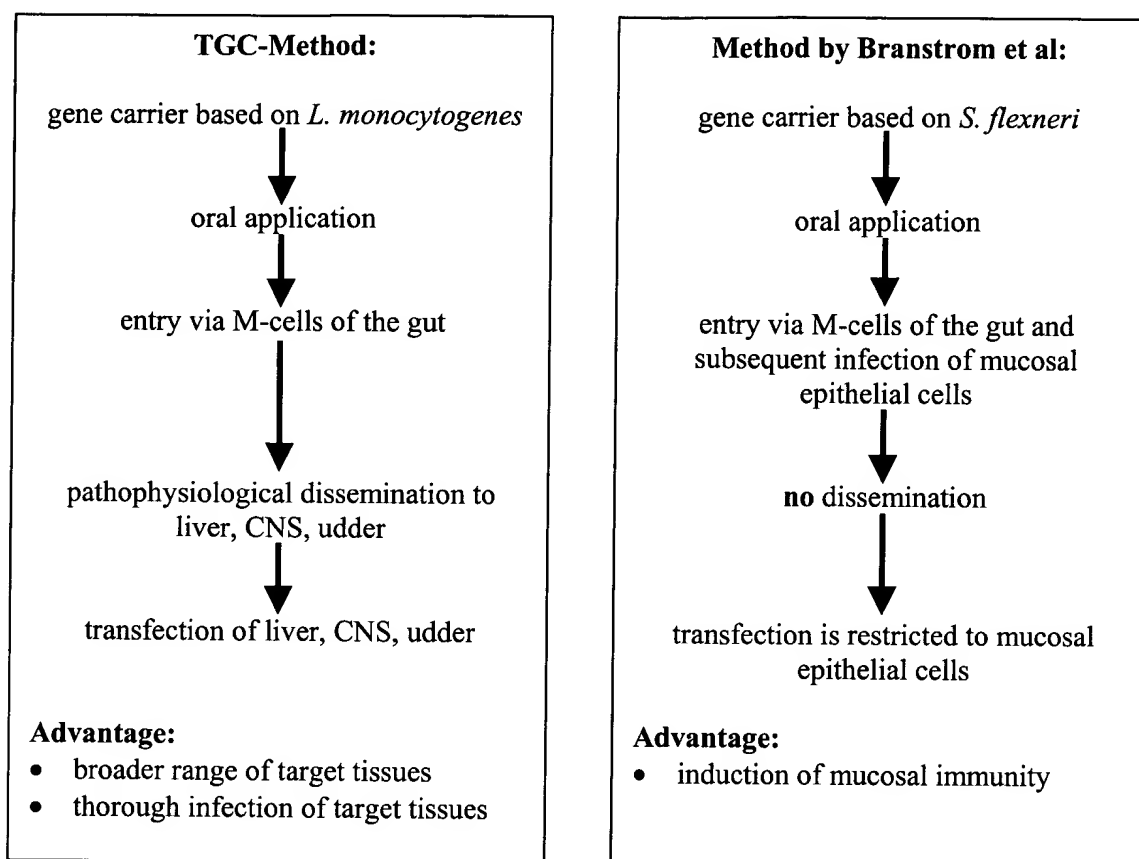 TGC-Method:
gene carrier based on L. monocytogenes
oral application
entry via M-cells of the gut
pathophysiological dissemination to
liver, CNS, udder
transfection of liver, CNS, udder
Advantage:
• broader range of target tissues
• thorough infection of target tissues
Method by Branstrom et al:
gene carrier based on S. flexneri
oral application
entry via M-cells of the gut and
subsequent infection of mucosal
epithelial cells
no dissemination
transfection is restricted to mucosal
epithelial cells
Advantage:
• induction of mucosal immunity